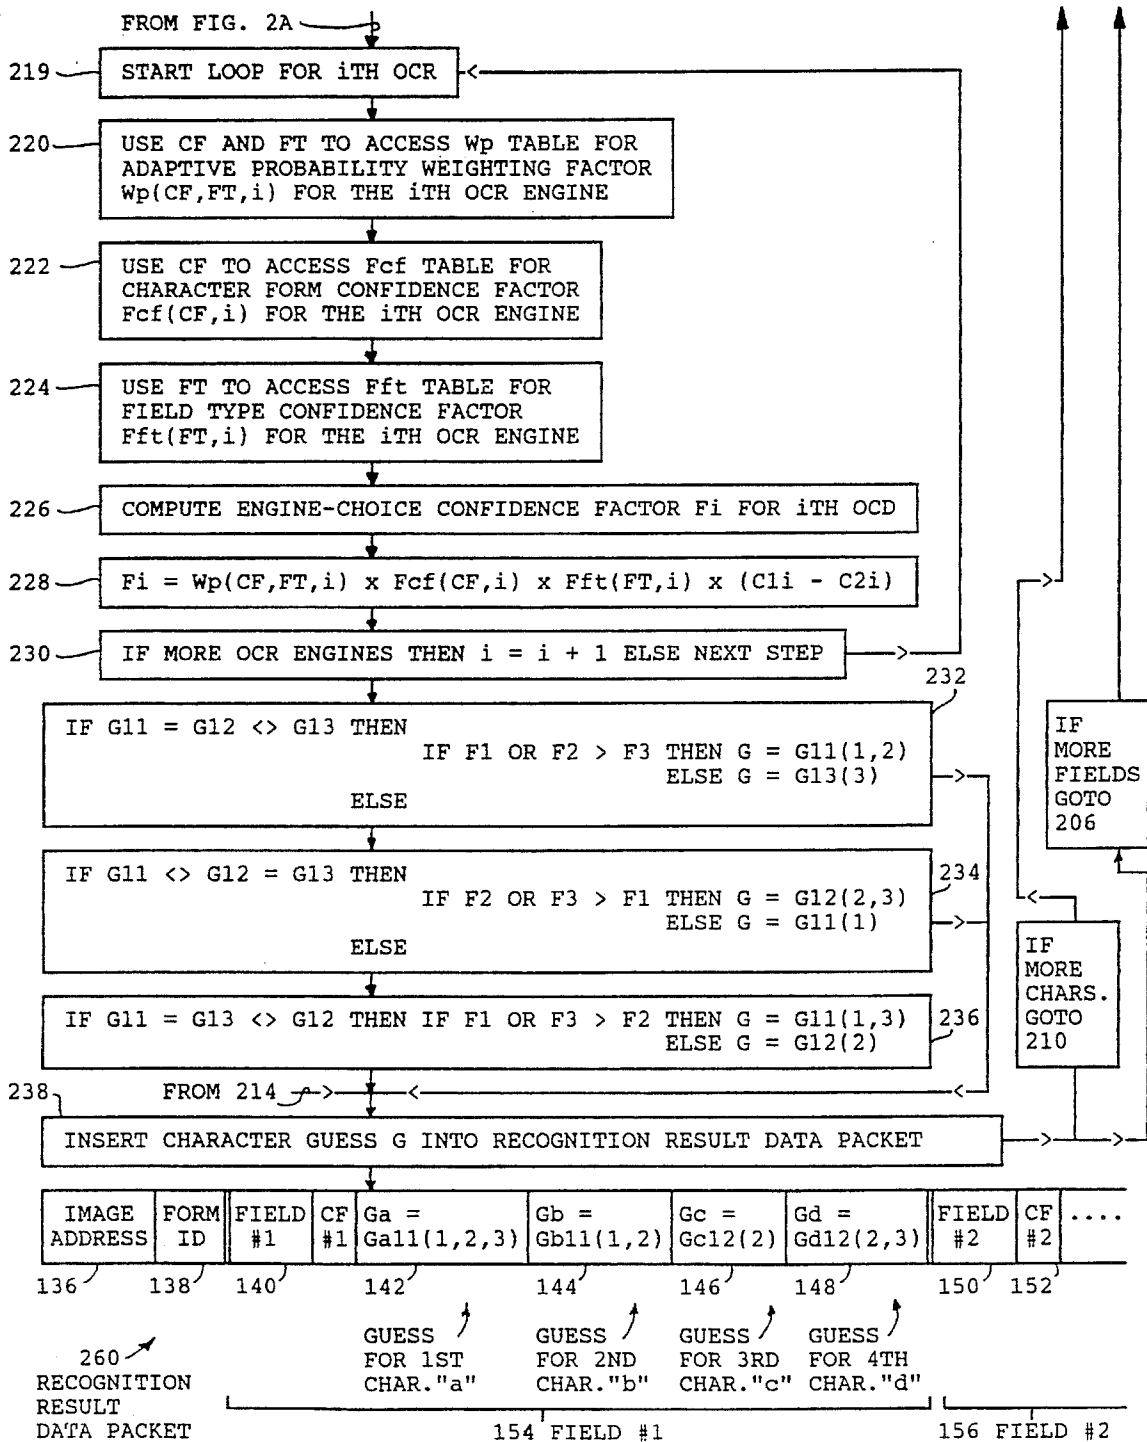 FROM FIG. 2A
219
START LOOP FOR iTH OCR
<
220
USE CF AND FT TO ACCESS Wp TABLE FOR
ADAPTIVE PROBABILITY WEIGHTING FACTOR
Wp(CF,FT,i) FOR THE iTH OCR ENGINE
222
USE CF TO ACCESS Fcf TABLE FOR
CHARACTER FORM CONFIDENCE FACTOR
Fcf(CF,i) FOR THE iTH OCR ENGINE
224
USE FT TO ACCESS Fft TABLE FOR
FIELD TYPE CONFIDENCE FACTOR
Fft(FT,i) FOR THE iTH OCR ENGINE
226
COMPUTE ENGINE-CHOICE CONFIDENCE FACTOR Fi FOR iTH OCD
228
Fi = Wp(CF,FT,i) x Fcf(CF,i) x Fft(FT,i) x (C1i - C2i)
>
230
IF MORE OCR ENGINES THEN i = i + 1 ELSE NEXT STEP
>
232
IF G11 = G12 <> G13 THEN
IF F1 OR F2 > F3 THEN G = G11(1,2)
ELSE G = G13(3)
ELSE
>
IF
MORE
FIELDS
GOTO
206
234
IF G11 <> G12 = G13 THEN
IF F2 OR F3 > F1 THEN G = G12(2,3)
ELSE G = G11(1)
ELSE
>
<
IF
MORE
CHARS.
GOTO
210
236
IF G11 = G13 <> G12 THEN IF F1 OR F3 > F2 THEN G = G11(1,3)
ELSE G = G12(2)
FROM 214 > < <
238
INSERT CHARACTER GUESS G INTO RECOGNITION RESULT DATA PACKET
> >
IMAGE FORM FIELD CF Ga = Gb = Gc = Gd = FIELD CF ....
ADDRESS ID #1 #1 Ga11(1,2,3) Gb11(1,2) Gc12(2) Gd12(2,3) #2 #2
136 138 140 142 144 146 148 150 152
GUESS GUESS GUESS GUESS
FOR 1ST FOR 2ND FOR 3RD FOR 4TH
CHAR."a" CHAR."b" CHAR."c" CHAR."d"
260
RECOGNITION
RESULT
DATA PACKET
154 FIELD #1
156 FIELD #2